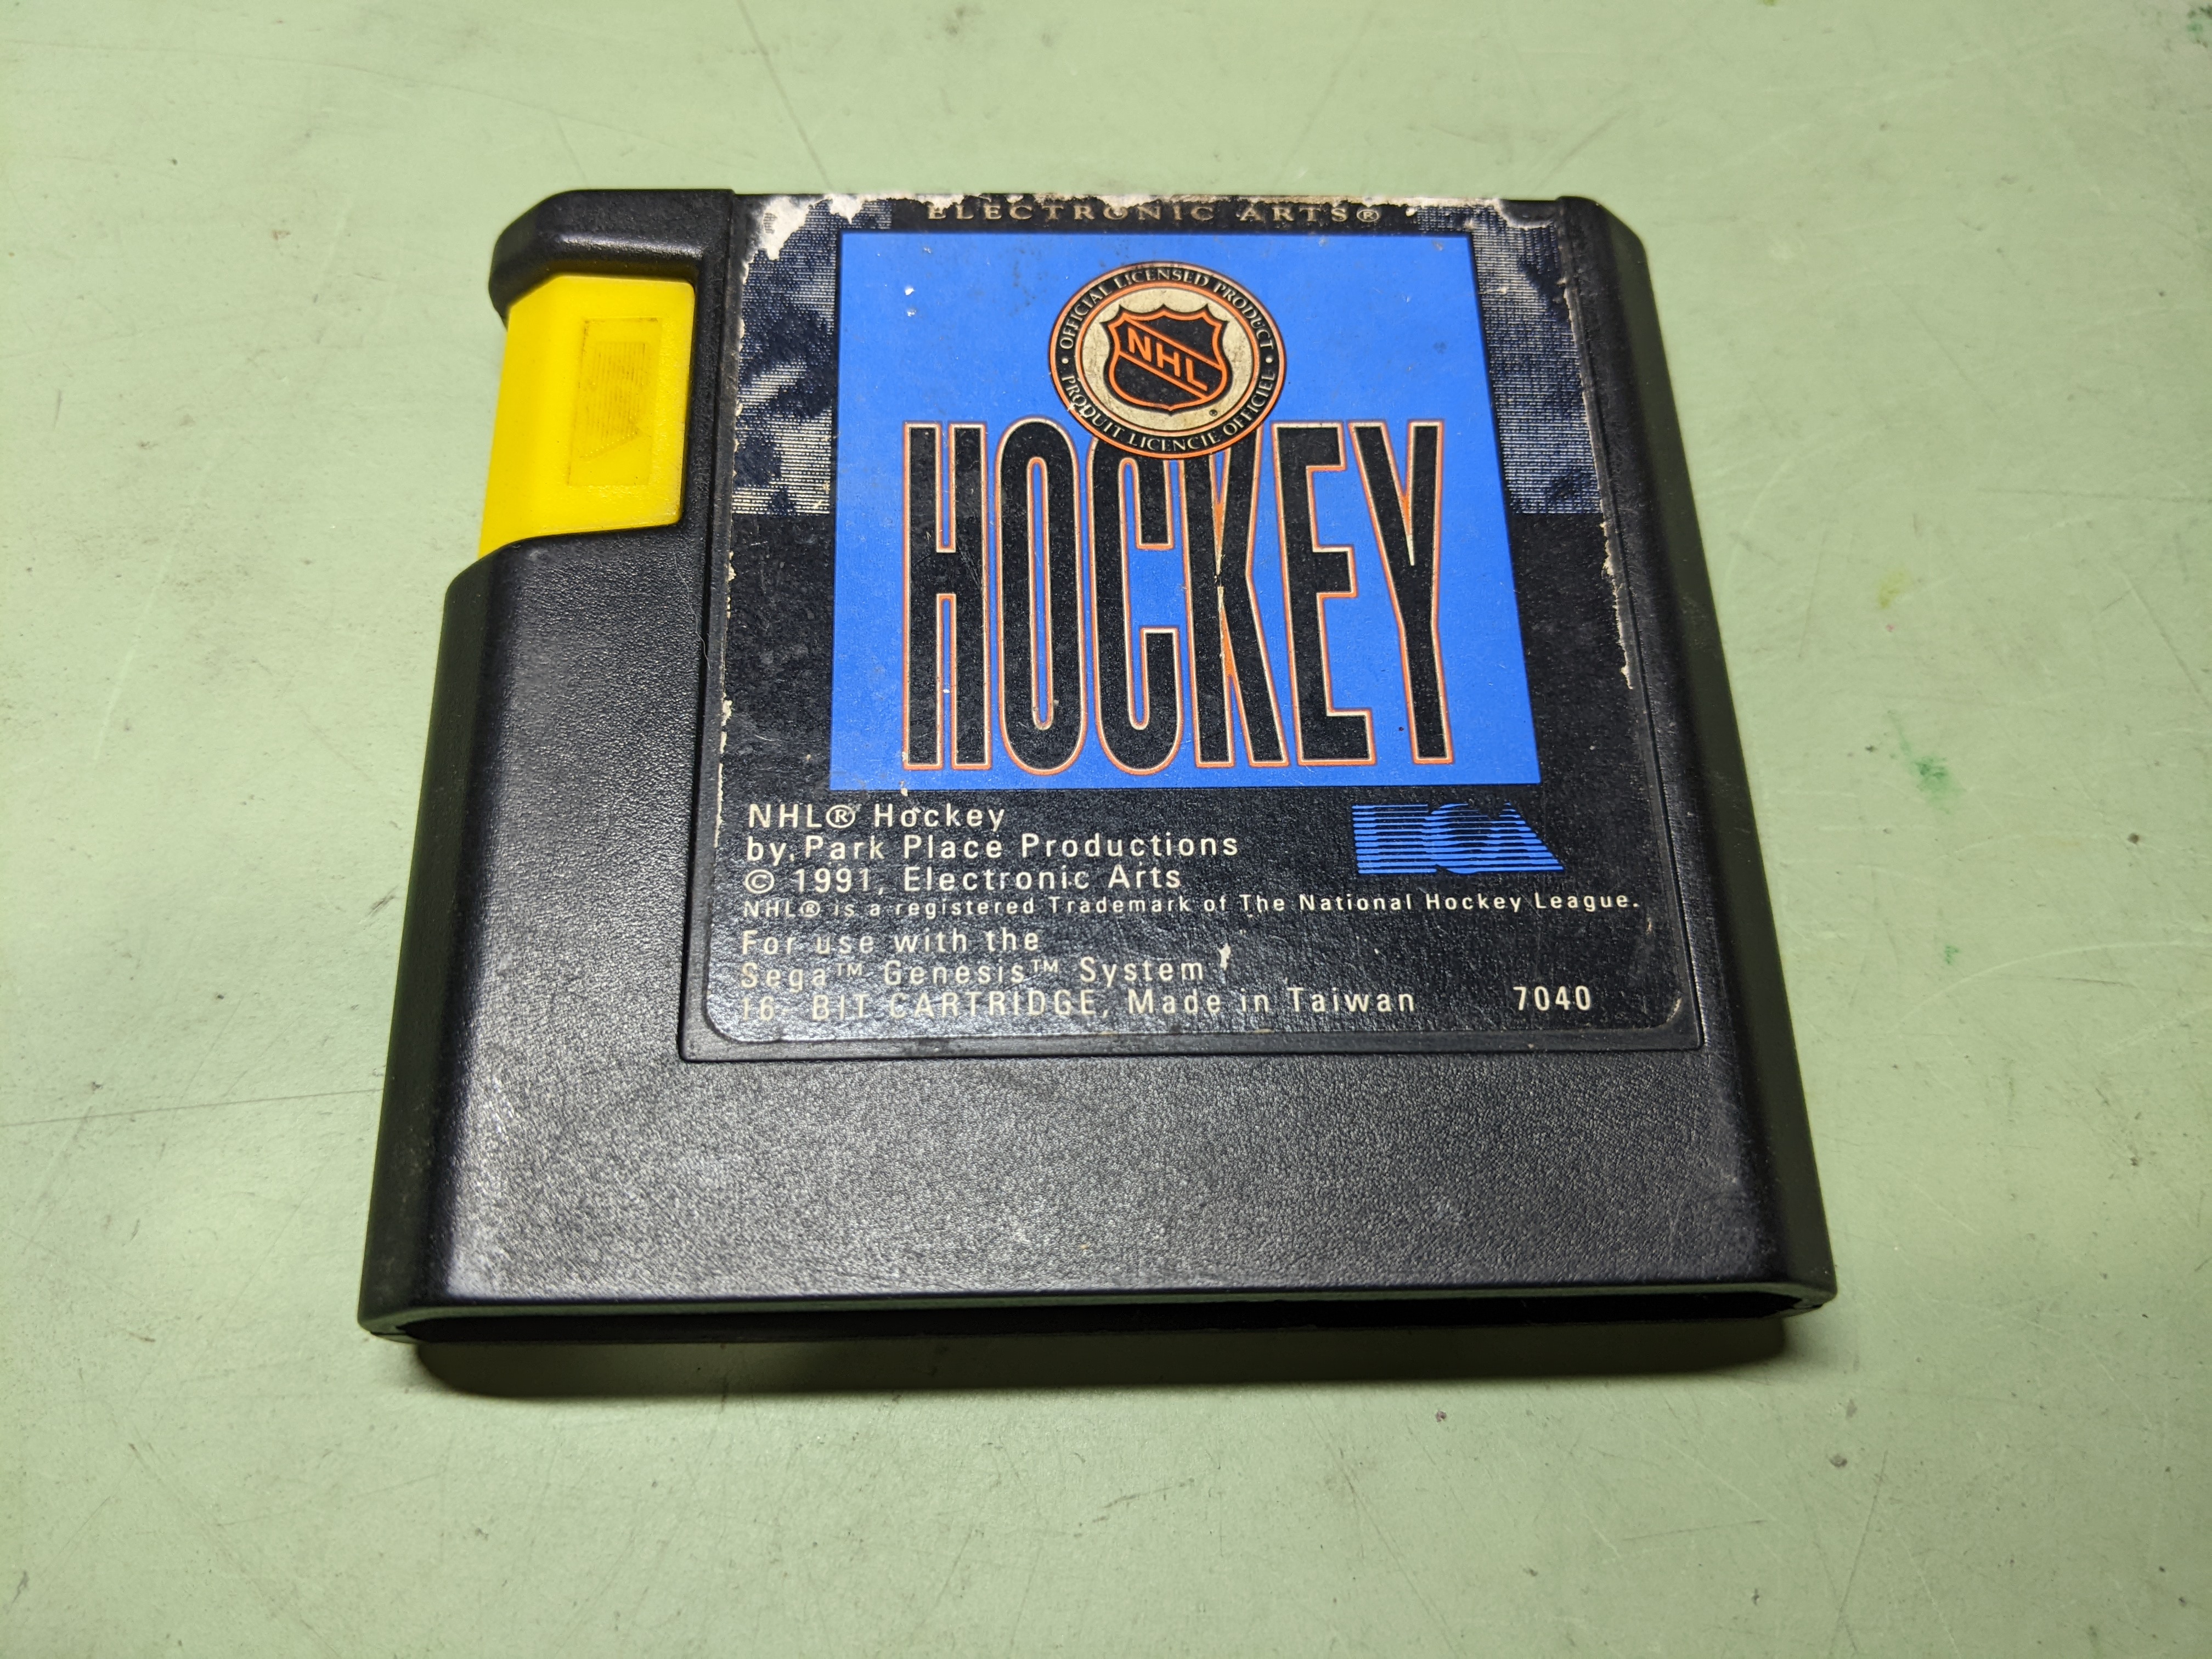 ELECTRONIC ARTS®
OFFICIAL LICENSED PRODUCT
NHL
PRODUIT LICENCIE OFFICIEL
HOCKEY
EA
NHL® Hockey
by Park Place Productions
© 1991, Electronic Arts
EA
NHL® is a registered Trademark of The National Hockey League.
For use with the
Sega™ Genesis™ System
16- BIT CARTRIDGE, Made in Taiwan 7040